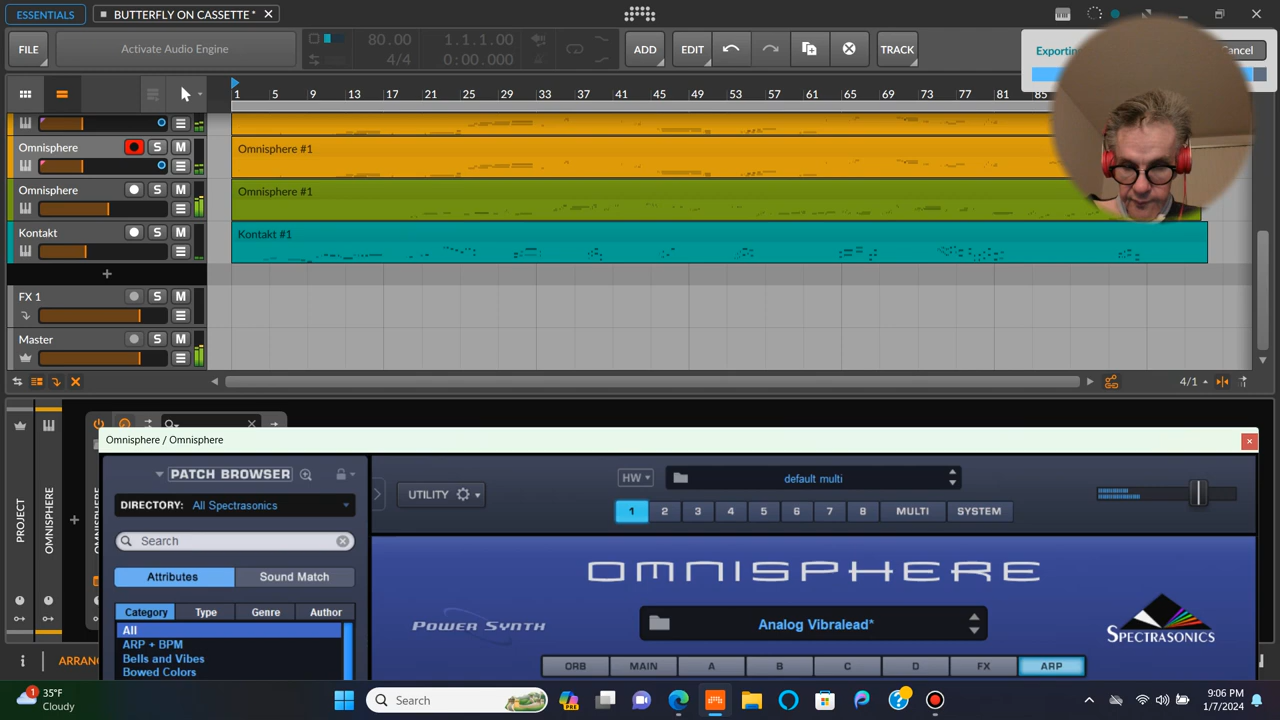 ESSENTIALS
BUTTERFLY ON CASSETTE*
FILE
Activate Audio Engine
80.00
4/4
1.1.1.00
0:00.000
ADD
EDIT
TRACK
Exporting
Cancel
1 5 9 13 17 21 25 29 33 37 41 45 49 53 57 61 65 69 73 77 81 85
Omnisphere S M
Omnisphere #1
Omnisphere S M
Omnisphere #1
Kontakt S M
Kontakt #1
FX 1 S M
Master S M
4/1
PROJECT
OMNISPHERE
Omnisphere / Omnisphere
PATCH BROWSER
DIRECTORY: All Spectrasonics
Search
Attributes Sound Match
Category Type Genre Author
All
ARP + BPM
Bells and Vibes
Bowed Colors
UTILITY
HW
default multi
1 2 3 4 5 6 7 8 MULTI SYSTEM
OMNISPHERE
POWER SYNTH
Analog Vibralead*
SPECTRASONICS
ORB MAIN A B C D FX ARP
ARRAN
1
35°F
Cloudy
Search
PRE
9:06 PM
1/7/2024